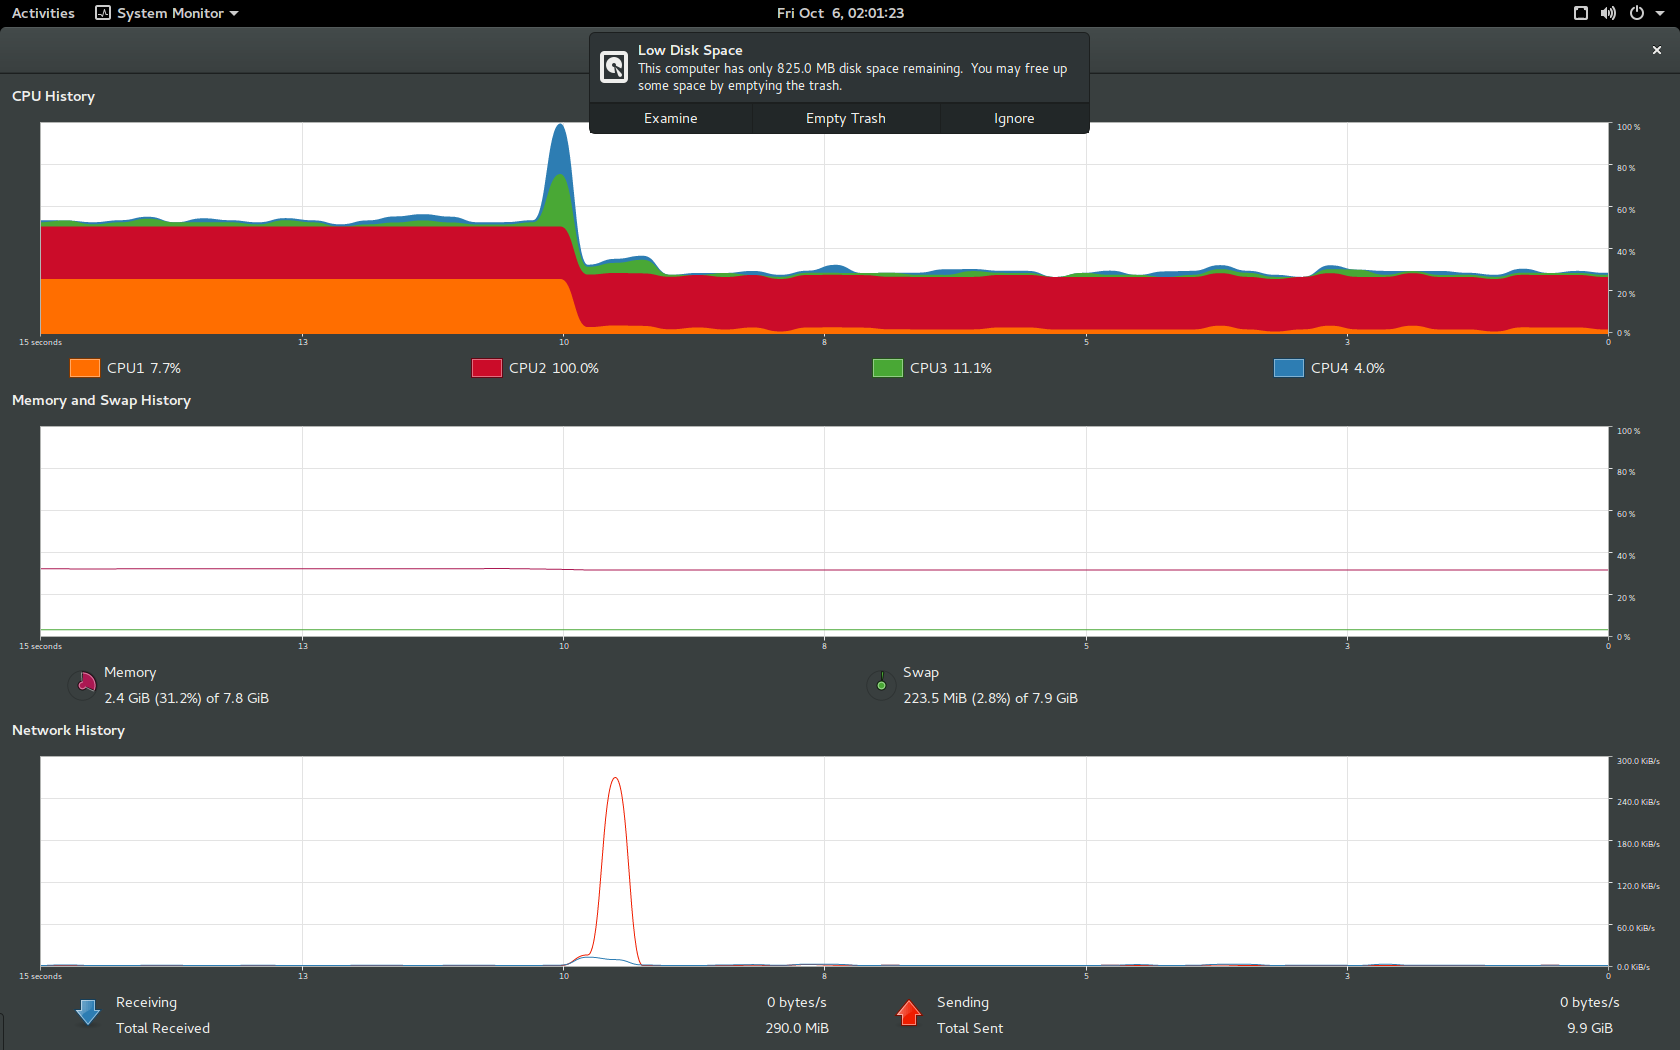 Activities System Monitor Fri Oct 6, 02:01:23
Low Disk Space
This computer has only 825.0 MB disk space remaining. You may free up
some space by emptying the trash.
Examine Empty Trash Ignore
CPU History
100 %
80 %
60 %
40 %
20 %
0 %
15 seconds 13 10 8 5 3 0
CPU1 7.7% CPU2 100.0% CPU3 11.1% CPU4 4.0%
Memory and Swap History
100 %
80 %
60 %
40 %
20 %
0 %
15 seconds 13 10 8 5 3 0
Memory
2.4 GiB (31.2%) of 7.8 GiB
Swap
223.5 MiB (2.8%) of 7.9 GiB
Network History
300.0 KiB/s
240.0 KiB/s
180.0 KiB/s
120.0 KiB/s
60.0 KiB/s
0.0 KiB/s
15 seconds 13 10 8 5 3 0
Receiving 0 bytes/s
Total Received 290.0 MiB
Sending 0 bytes/s
Total Sent 9.9 GiB